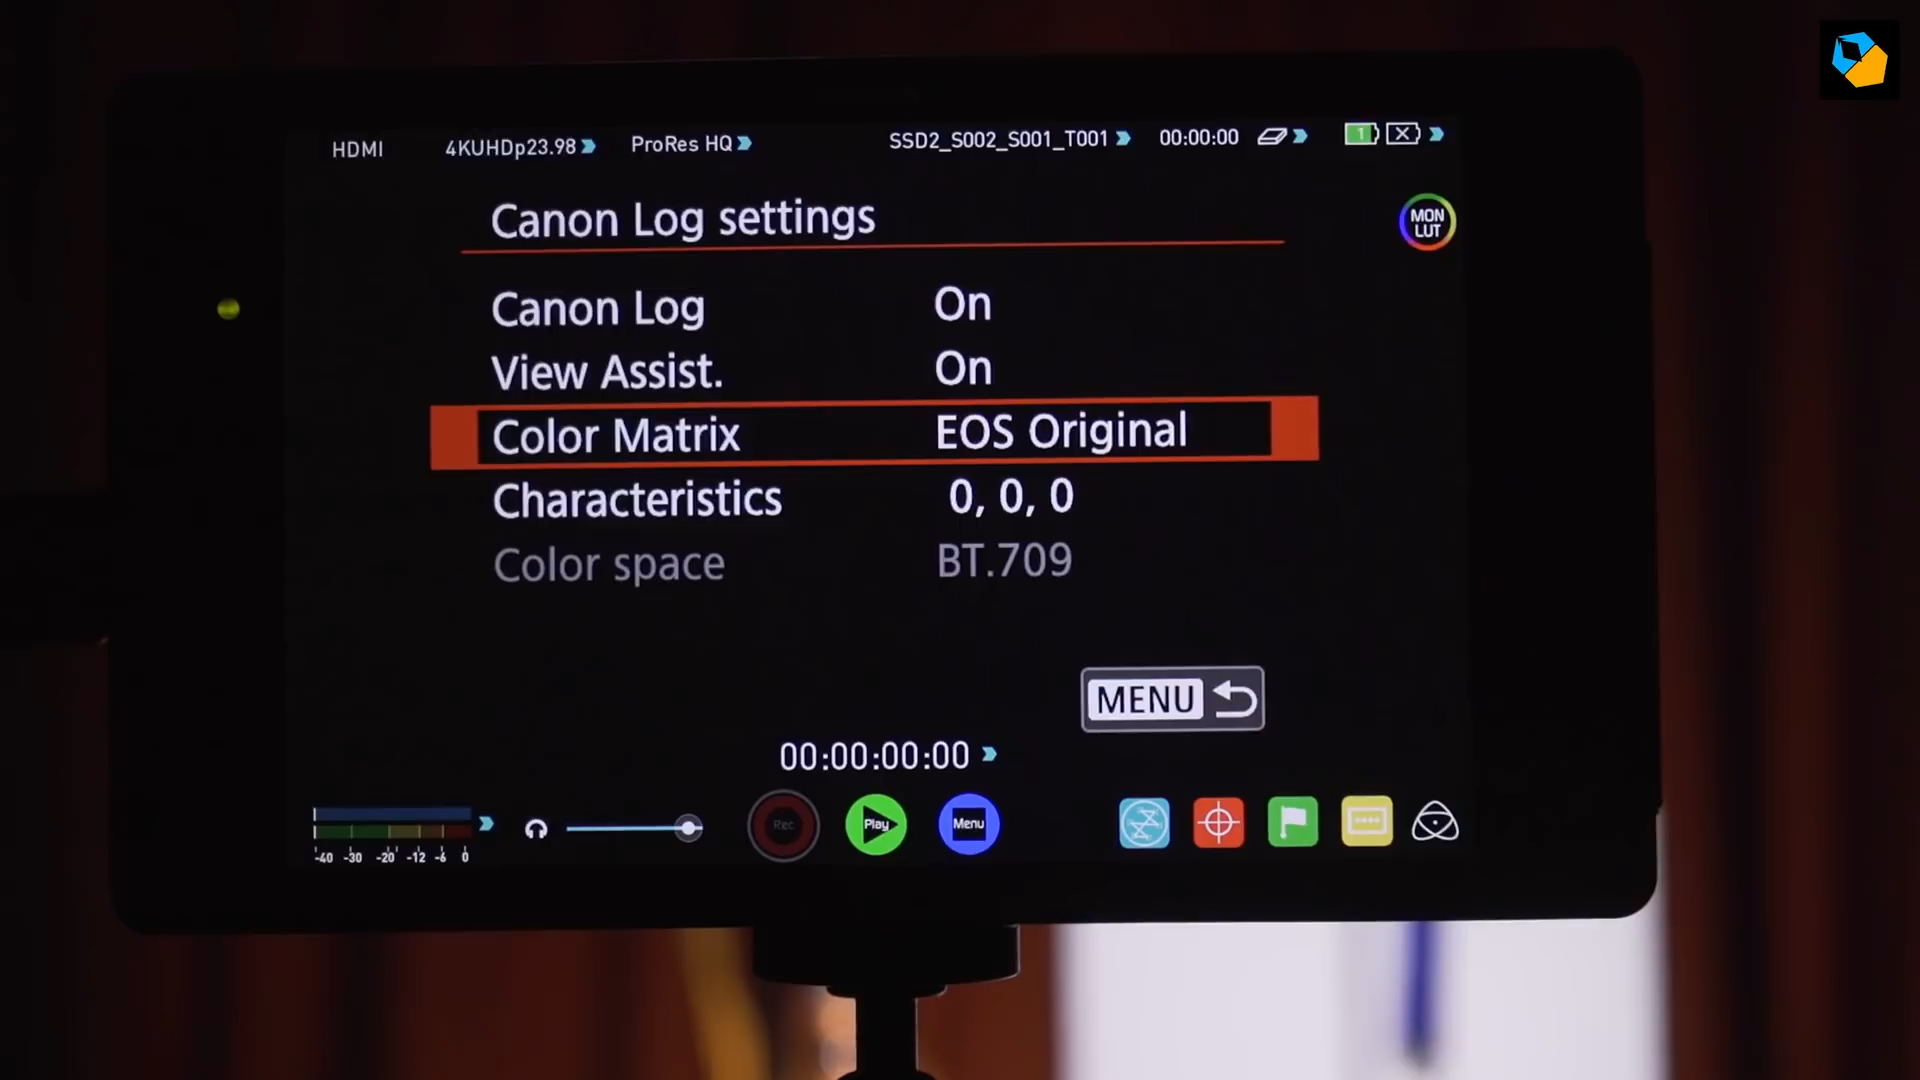 HDMI 4KUHDp23.98 ProRes HQ SSD2_S002_S001_T001 00:00:00 1
Canon Log settings
MON
LUT
Canon Log On
View Assist. On
Color Matrix EOS Original
Characteristics 0, 0, 0
Color space BT.709
MENU
00:00:00:00
Rec Play Menu
-40 -30 -20 -12 -6 0